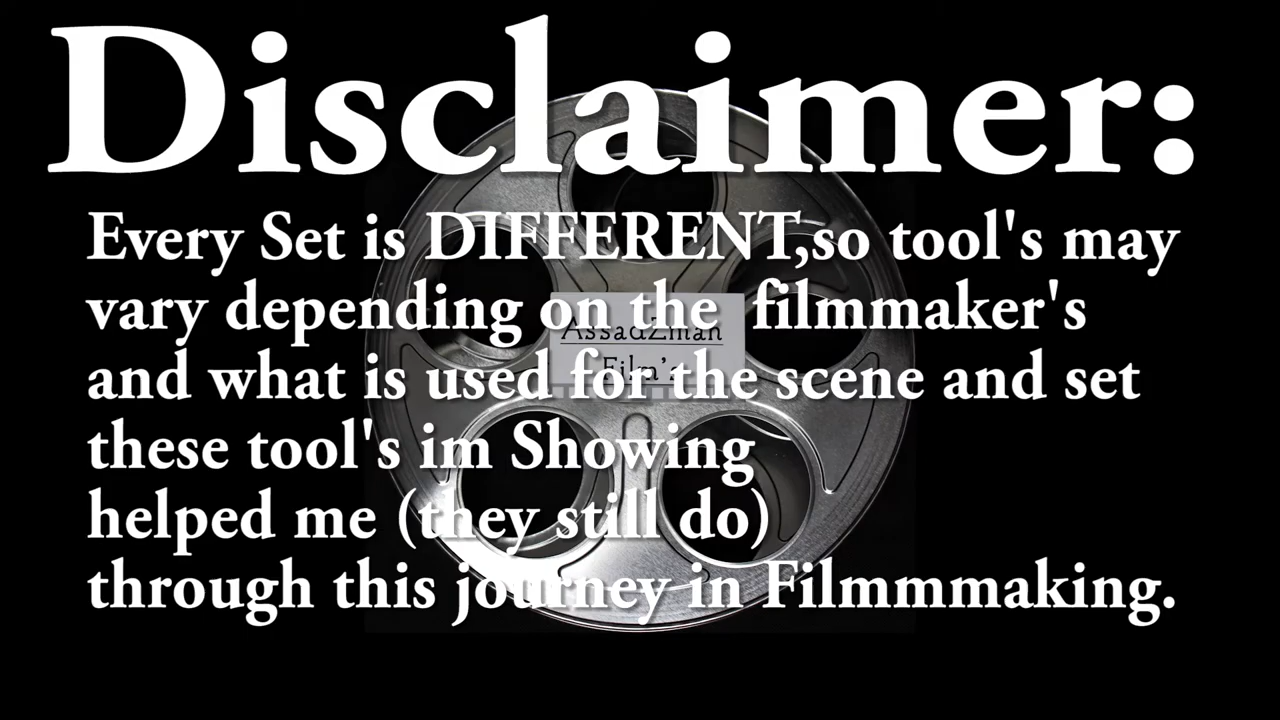 Disclaimer:
Every Set is DIFFERENT,so tool's may
vary depending on the filmmaker's
AssadZman
and what is used for the scene and set
Film's
these tool's im Showing
helped me (they still do)
through this journey in Filmmmaking.